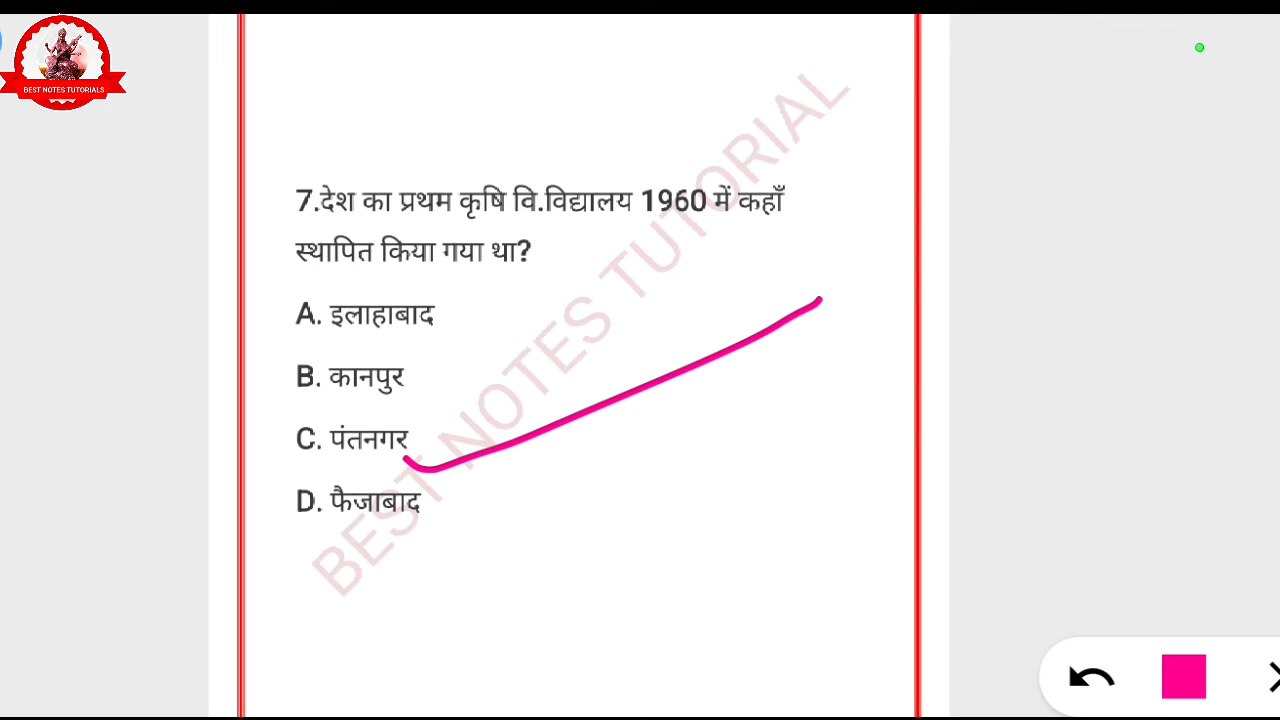 BEST NOTES TUTORIALS
7.देश का प्रथम कृषि वि.विद्यालय 1960 में कहाँ
स्थापित किया गया था?
A. इलाहाबाद
B. कानपुर
C. पंतनगर
D. फैजाबाद
BEST NOTES TUTORIAL